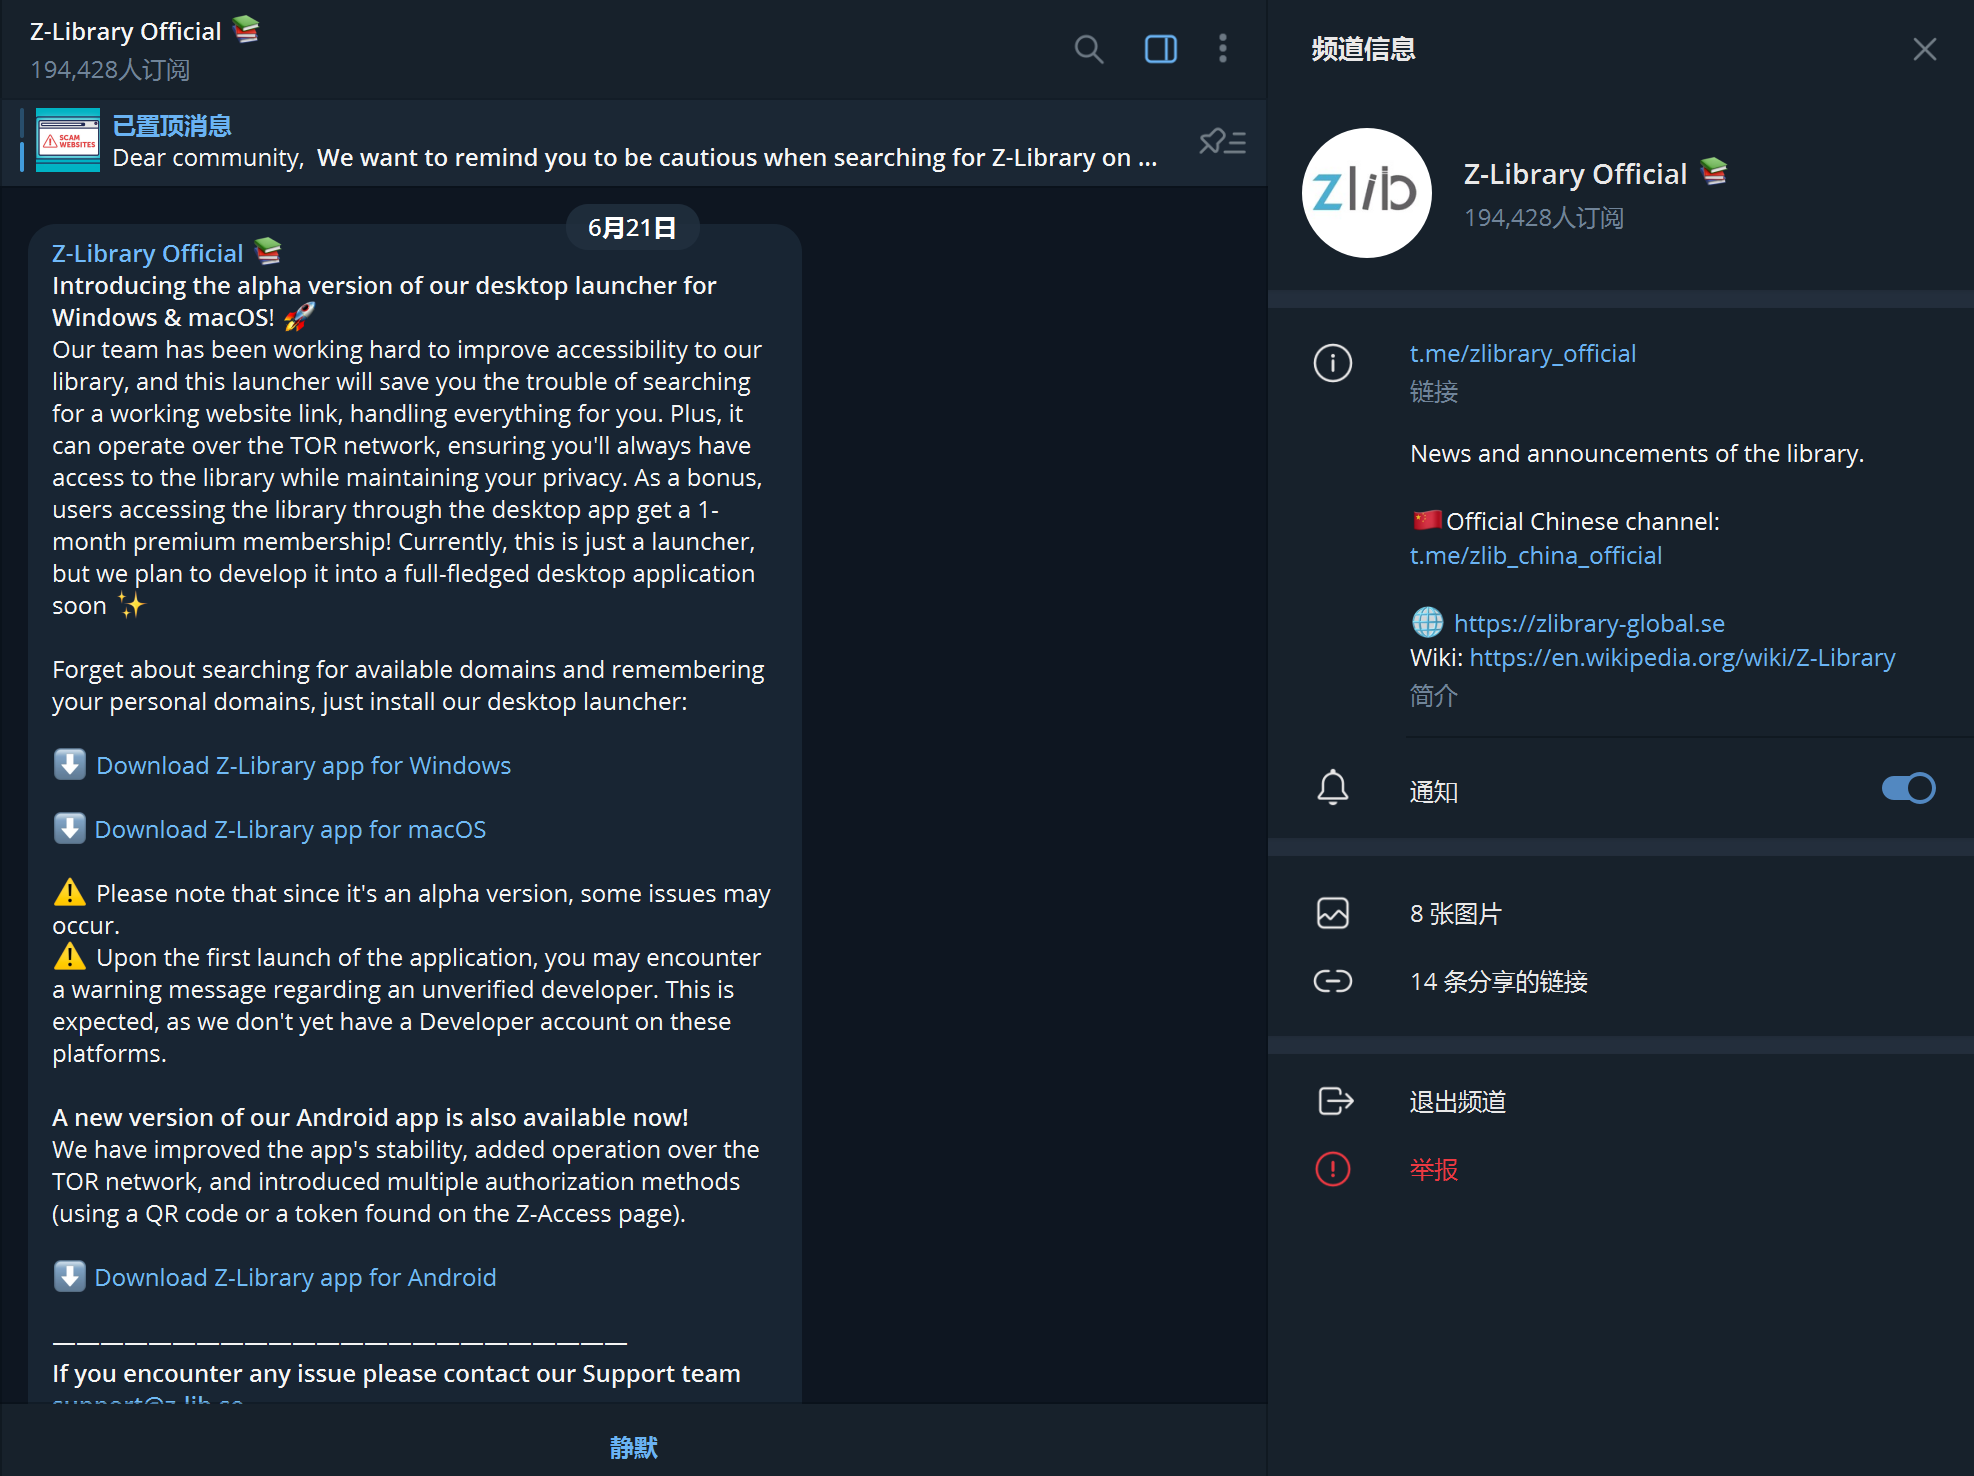 Z-Library Official 📚
194,428人订阅
已置顶消息
Dear community, We want to remind you to be cautious when searching for Z-Library on ...
SCAM
WEBSITES
6月21日
Z-Library Official 📚
Introducing the alpha version of our desktop launcher for
Windows & macOS! 🚀
Our team has been working hard to improve accessibility to our
library, and this launcher will save you the trouble of searching
for a working website link, handling everything for you. Plus, it
can operate over the TOR network, ensuring you'll always have
access to the library while maintaining your privacy. As a bonus,
users accessing the library through the desktop app get a 1-
month premium membership! Currently, this is just a launcher,
but we plan to develop it into a full-fledged desktop application
soon ✨
Forget about searching for available domains and remembering
your personal domains, just install our desktop launcher:
⬇️ Download Z-Library app for Windows
⬇️ Download Z-Library app for macOS
⚠️ Please note that since it's an alpha version, some issues may
occur.
⚠️ Upon the first launch of the application, you may encounter
a warning message regarding an unverified developer. This is
expected, as we don't yet have a Developer account on these
platforms.
A new version of our Android app is also available now!
We have improved the app's stability, added operation over the
TOR network, and introduced multiple authorization methods
(using a QR code or a token found on the Z-Access page).
⬇️ Download Z-Library app for Android
————————————————————————
If you encounter any issue please contact our Support team
support@z-lib.se
静默
频道信息
zlib
Z-Library Official 📚
194,428人订阅
t.me/zlibrary_official
链接
News and announcements of the library.
🇨🇳Official Chinese channel:
t.me/zlib_china_official
🌐 https://zlibrary-global.se
Wiki: https://en.wikipedia.org/wiki/Z-Library
简介
通知
8 张图片
14 条分享的链接
退出频道
举报